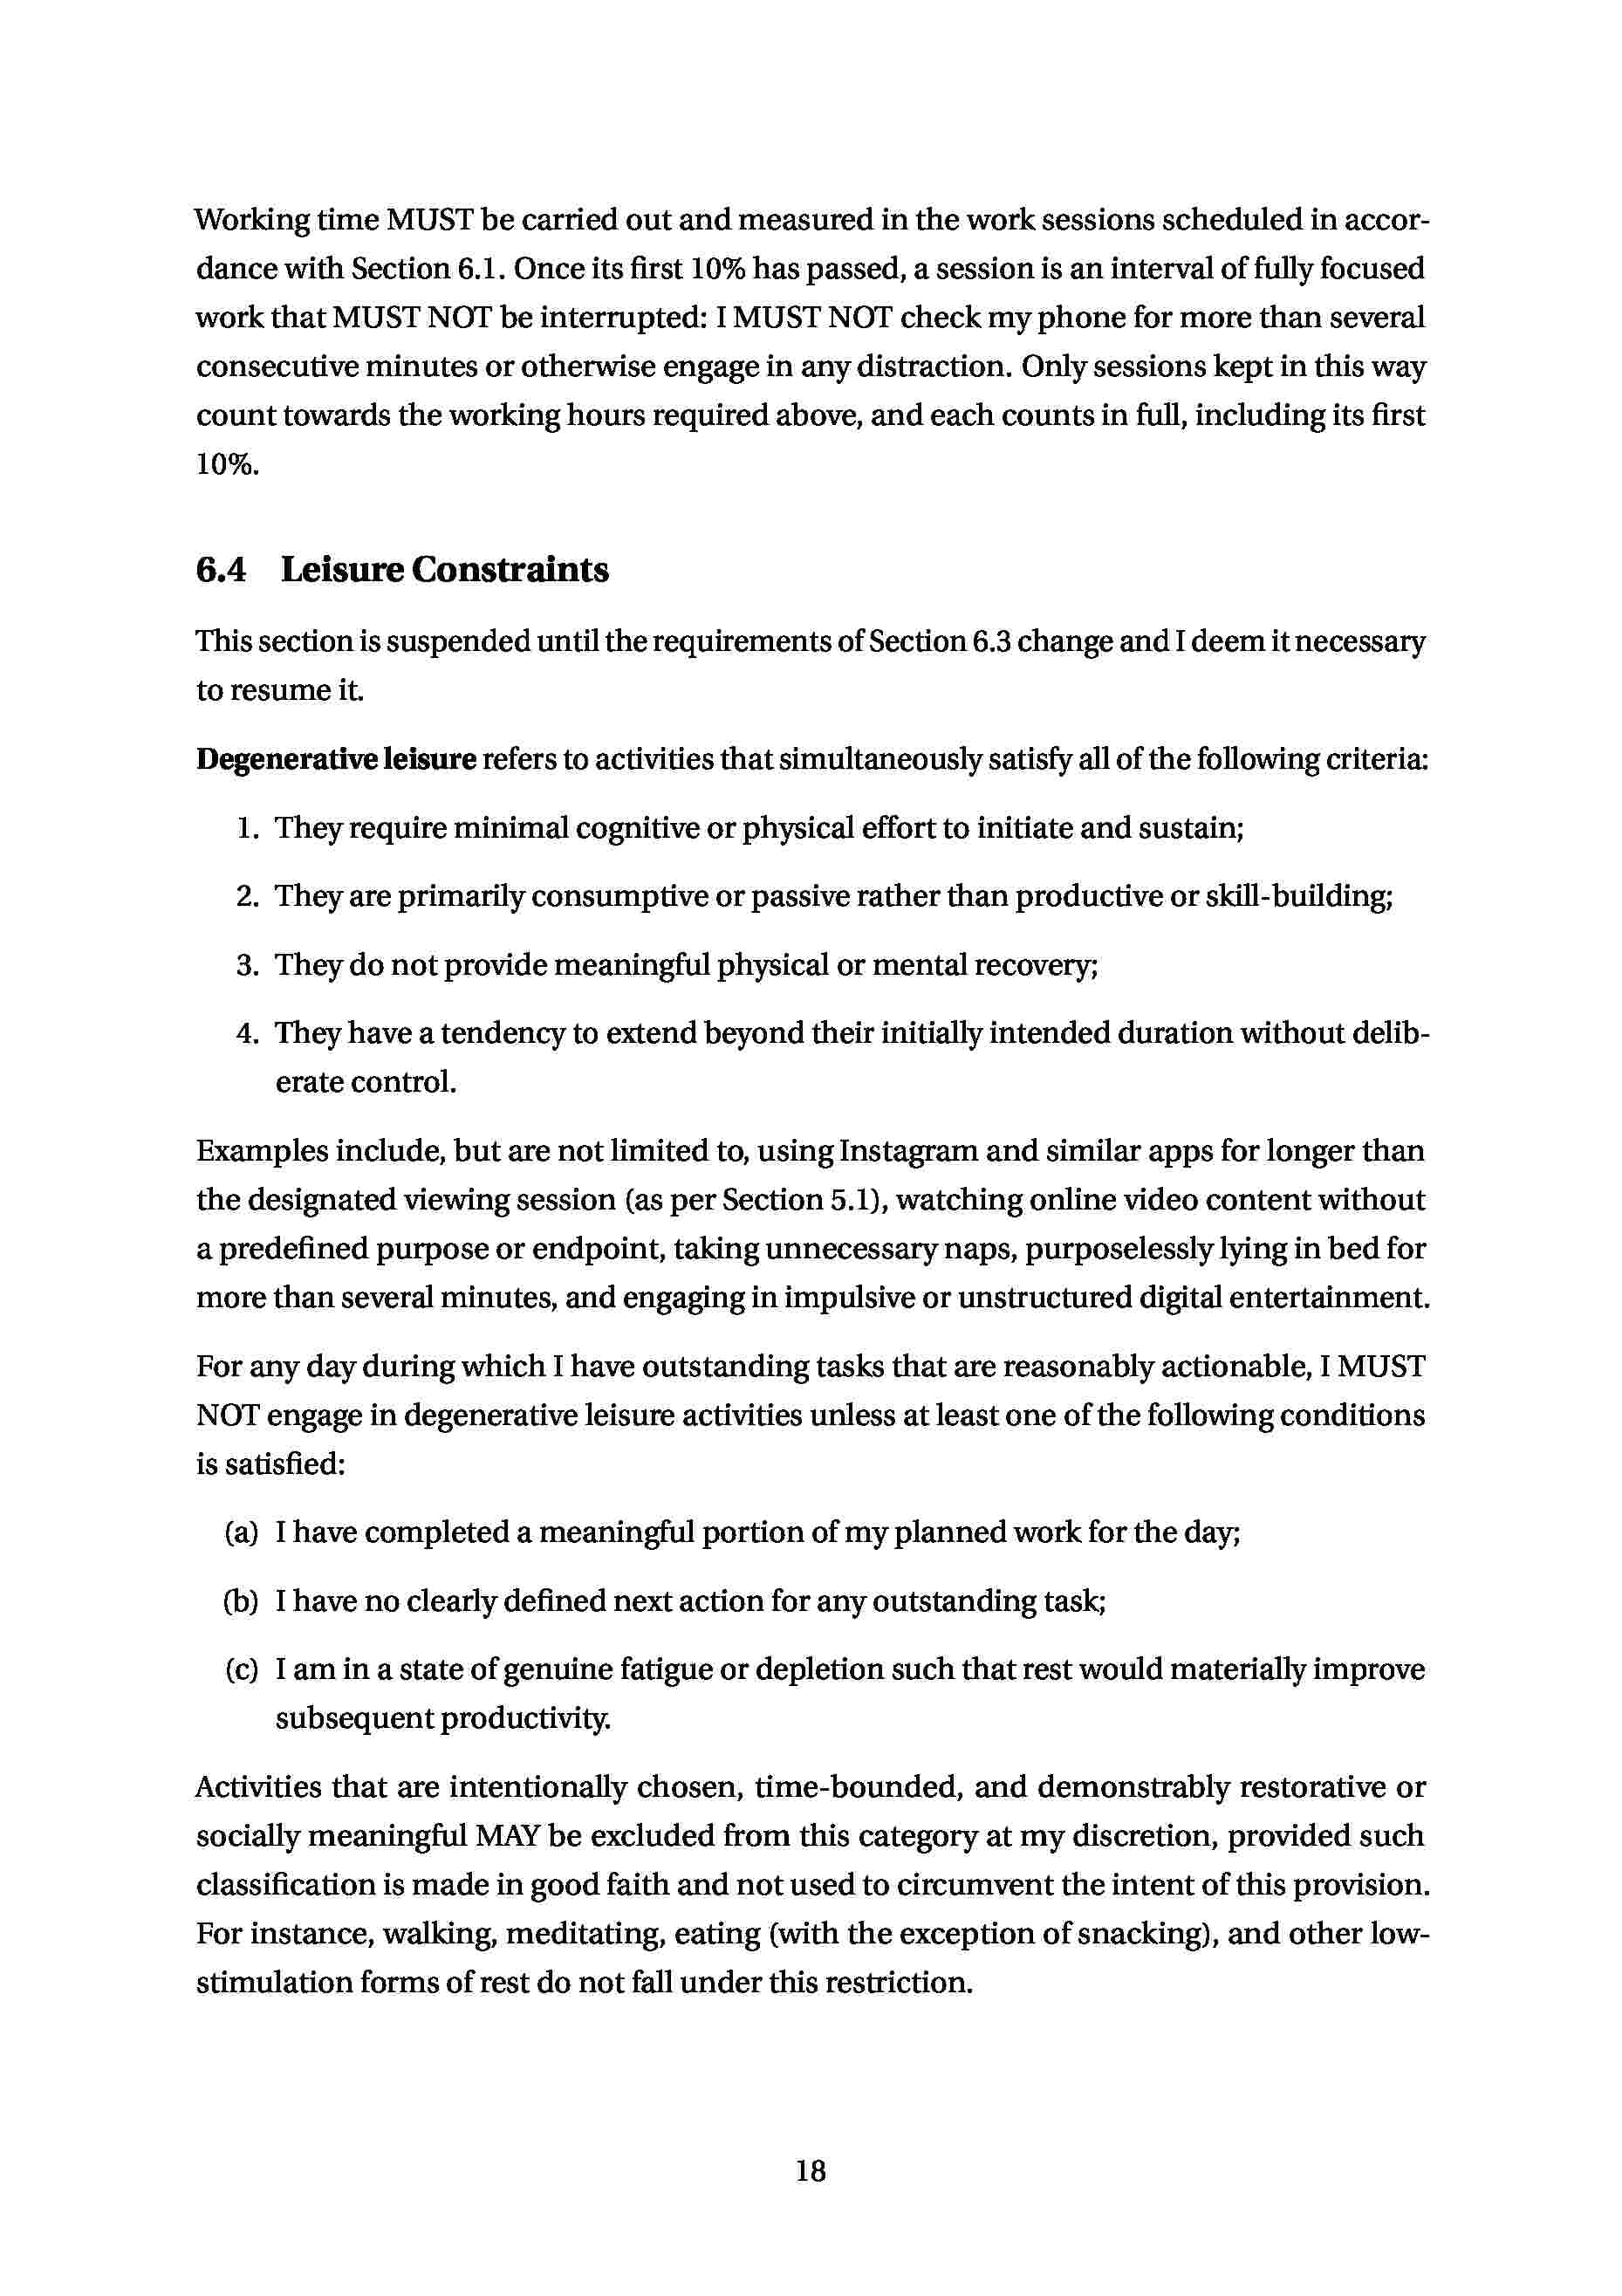 Working time MUST be carried out and measured in the work sessions scheduled in accor-
dance with Section 6.1. Once its first 10% has passed, a session is an interval of fully focused
work that MUST NOT be interrupted: I MUST NOT check my phone for more than several
consecutive minutes or otherwise engage in any distraction. Only sessions kept in this way
count towards the working hours required above, and each counts in full, including its first
10%.
6.4 Leisure Constraints
This section is suspended until the requirements of Section 6.3 change and I deem it necessary
to resume it.
Degenerative leisure refers to activities that simultaneously satisfy all of the following criteria:
1. They require minimal cognitive or physical effort to initiate and sustain;
2. They are primarily consumptive or passive rather than productive or skill-building;
3. They do not provide meaningful physical or mental recovery;
4. They have a tendency to extend beyond their initially intended duration without delib-
erate control.
Examples include, but are not limited to, using Instagram and similar apps for longer than
the designated viewing session (as per Section 5.1), watching online video content without
a predefined purpose or endpoint, taking unnecessary naps, purposelessly lying in bed for
more than several minutes, and engaging in impulsive or unstructured digital entertainment.
For any day during which I have outstanding tasks that are reasonably actionable, I MUST
NOT engage in degenerative leisure activities unless at least one of the following conditions
is satisfied:
(a) I have completed a meaningful portion of my planned work for the day;
(b) I have no clearly defined next action for any outstanding task;
(c) I am in a state of genuine fatigue or depletion such that rest would materially improve
subsequent productivity.
Activities that are intentionally chosen, time-bounded, and demonstrably restorative or
socially meaningful MAY be excluded from this category at my discretion, provided such
classification is made in good faith and not used to circumvent the intent of this provision.
For instance, walking, meditating, eating (with the exception of snacking), and other low-
stimulation forms of rest do not fall under this restriction.
18